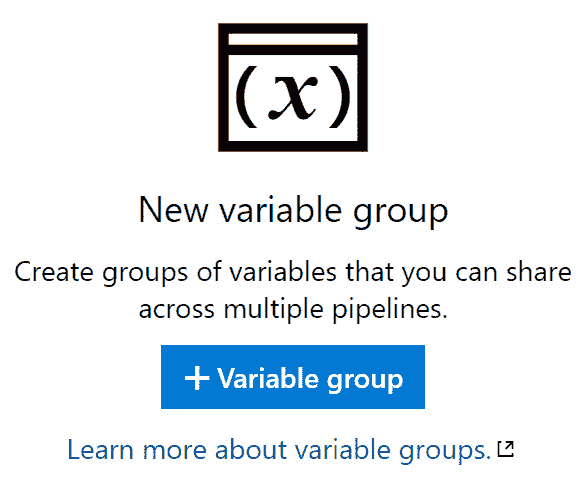 (x)
New variable group
Create groups of variables that you can share
across multiple pipelines.
+ Variable group
Learn more about variable groups.